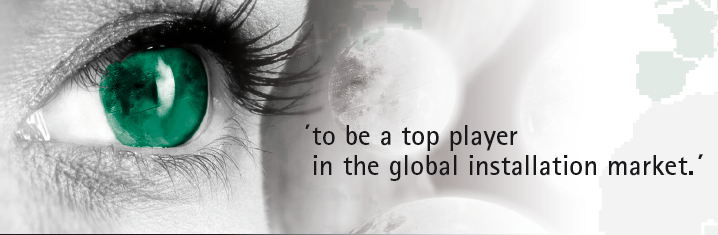 ´to be a top player
in the global installation market.´